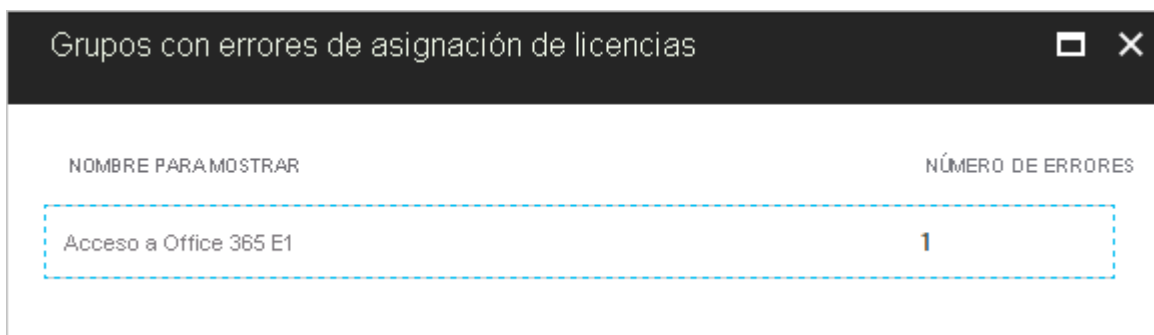 Grupos con errores de asignación de licencias
NOMBRE PARA MOSTRAR NÚMERO DE ERRORES
Acceso a Office 365 E1 1